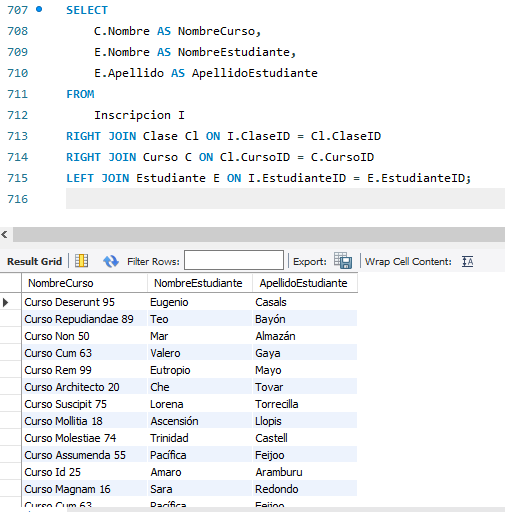 707 SELECT
708 C.Nombre AS NombreCurso,
709 E.Nombre AS NombreEstudiante,
710 E.Apellido AS ApellidoEstudiante
711 FROM
712 Inscripcion I
713 RIGHT JOIN Clase Cl ON I.ClaseID = Cl.ClaseID
714 RIGHT JOIN Curso C ON Cl.CursoID = C.CursoID
715 LEFT JOIN Estudiante E ON I.EstudianteID = E.EstudianteID;
716
Result Grid Filter Rows: Export: Wrap Cell Content:
NombreCurso NombreEstudiante ApellidoEstudiante
Curso Deserunt 95 Eugenio Casals
Curso Repudiandae 89 Teo Bayón
Curso Non 50 Mar Almazán
Curso Cum 63 Valero Gaya
Curso Rem 99 Eutropio Mayo
Curso Architecto 20 Che Tovar
Curso Suscipit 75 Lorena Torrecilla
Curso Mollitia 18 Ascensión Llopis
Curso Molestiae 74 Trinidad Castell
Curso Assumenda 55 Pacífica Feijoo
Curso Id 25 Amaro Aramburu
Curso Magnam 16 Sara Redondo
Curso Cum 63 Pacífica Feijoo